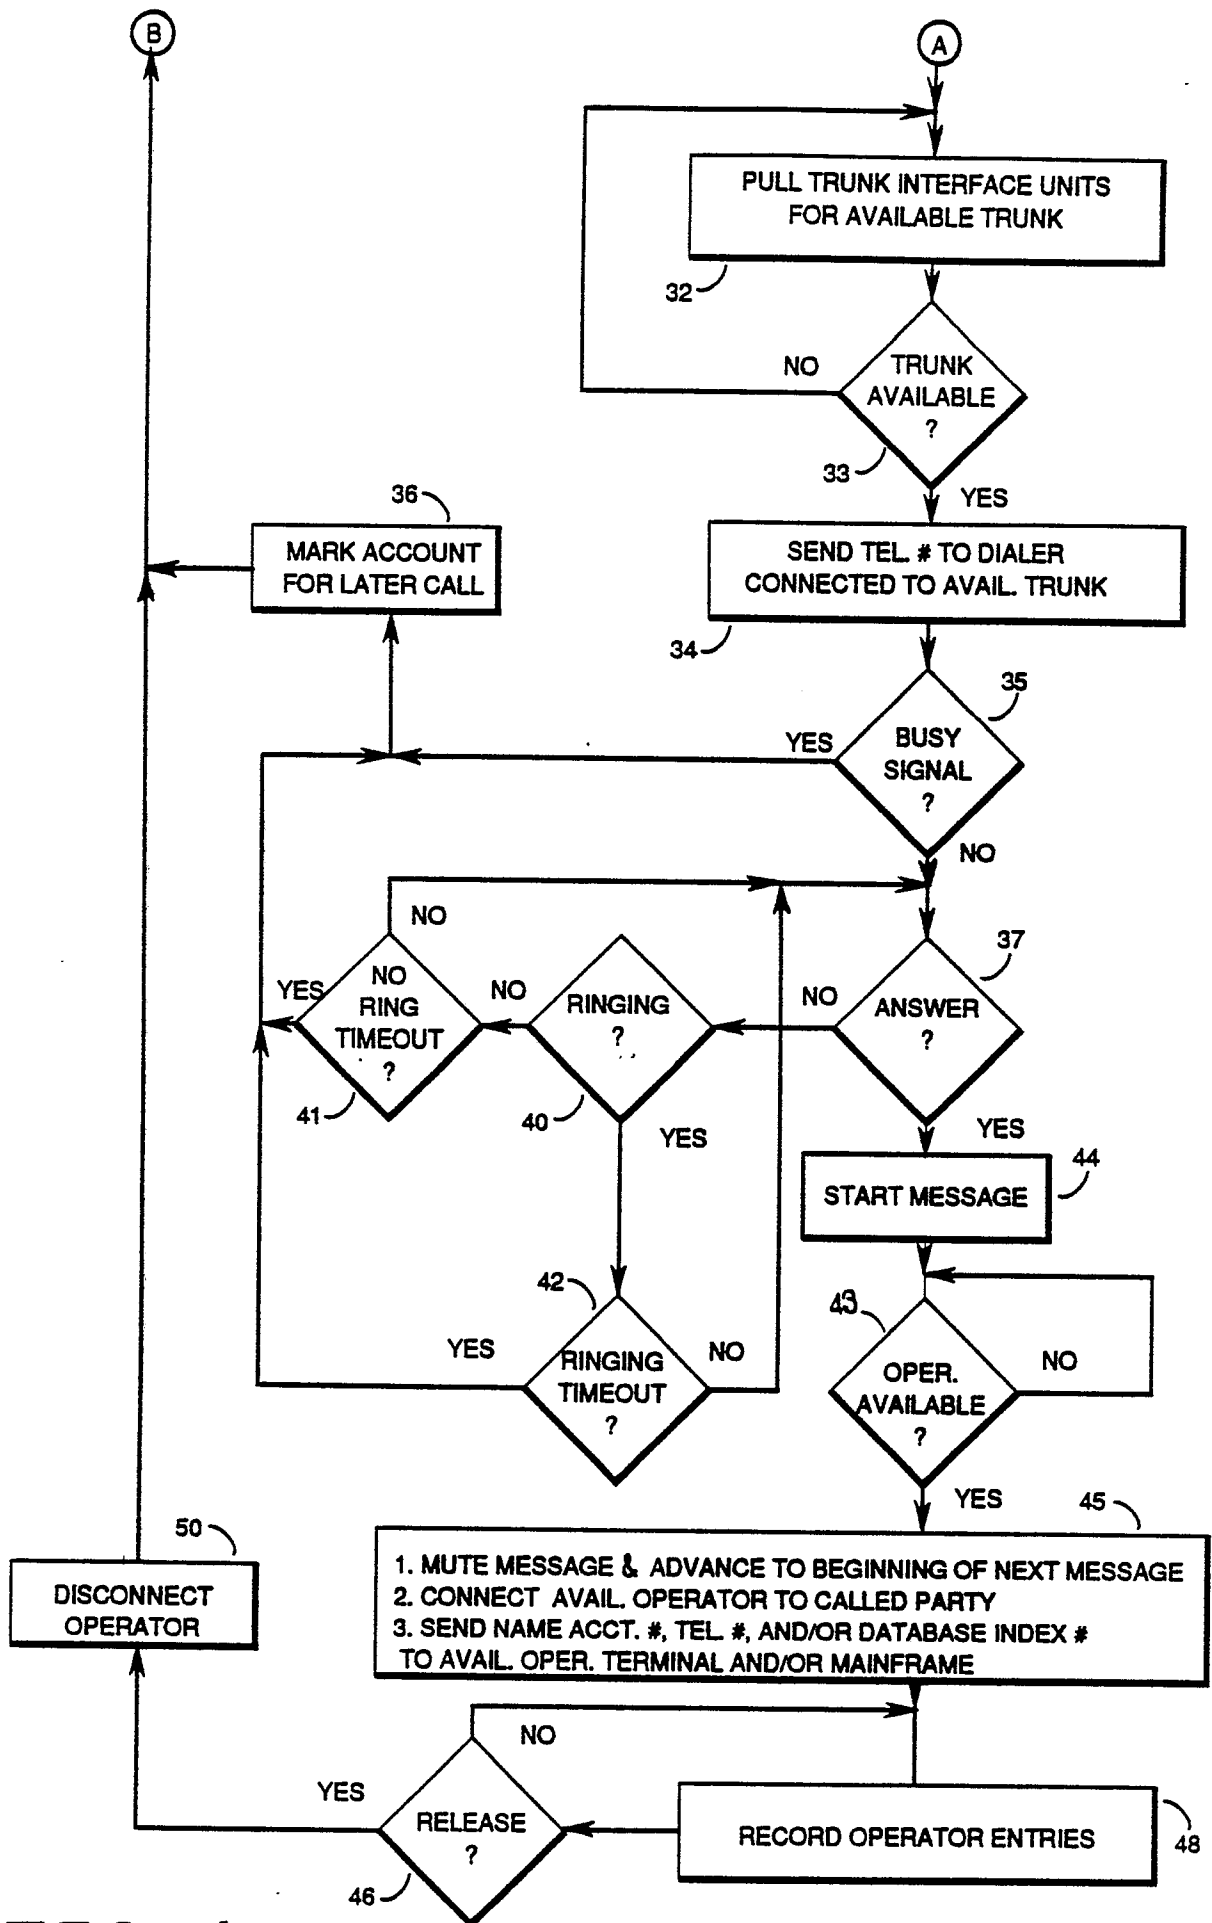 B
A
PULL TRUNK INTERFACE UNITS
FOR AVAILABLE TRUNK
32
NO
TRUNK
AVAILABLE
?
33
YES
36
MARK ACCOUNT
FOR LATER CALL
SEND TEL. # TO DIALER
CONNECTED TO AVAIL. TRUNK
34
35
YES
BUSY
SIGNAL
?
NO
NO
37
YES
NO
RING
TIMEOUT
?
41
NO
RINGING
?
40
YES
NO
ANSWER
?
YES
44
START MESSAGE
42
YES
RINGING
TIMEOUT
?
NO
43
OPER.
AVAILABLE
?
NO
YES
45
1. MUTE MESSAGE & ADVANCE TO BEGINNING OF NEXT MESSAGE
2. CONNECT AVAIL. OPERATOR TO CALLED PARTY
3. SEND NAME ACCT. #, TEL. #, AND/OR DATABASE INDEX #
TO AVAIL. OPER. TERMINAL AND/OR MAINFRAME
50
DISCONNECT
OPERATOR
NO
YES
RELEASE
?
46
RECORD OPERATOR ENTRIES
48